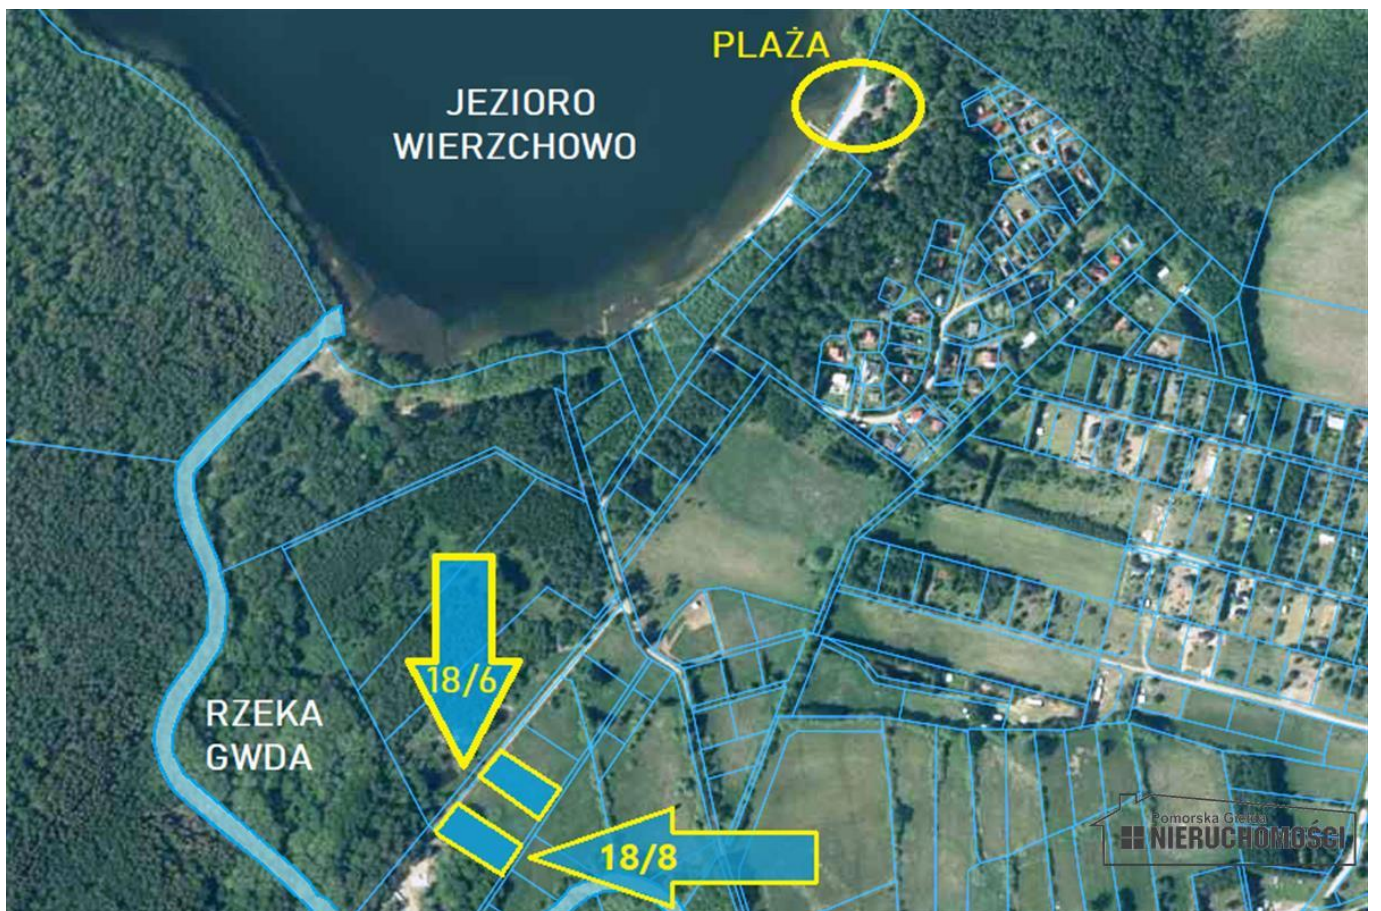 PLAŻA
JEZIORO
WIERZCHOWO
18/6
RZEKA
GWDA
18/8
Pomorska Giełda
NIERUCHOMOŚCI